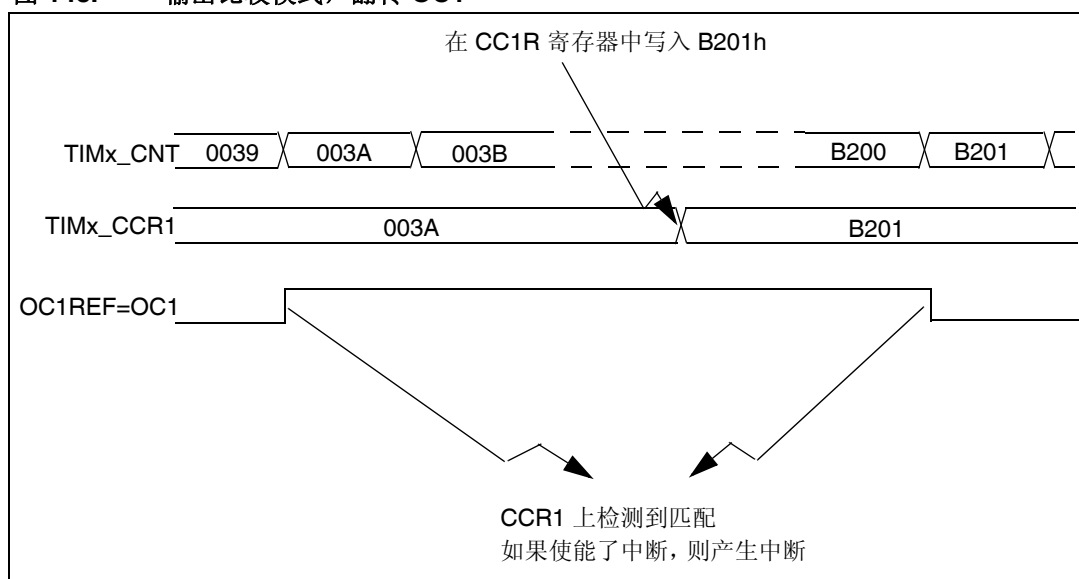 在 CC1R 寄存器中写入 B201h
TIMx_CNT 0039 003A 003B B200 B201
TIMx_CCR1 003A B201
OC1REF=OC1
CCR1 上检测到匹配
如果使能了中断，则产生中断